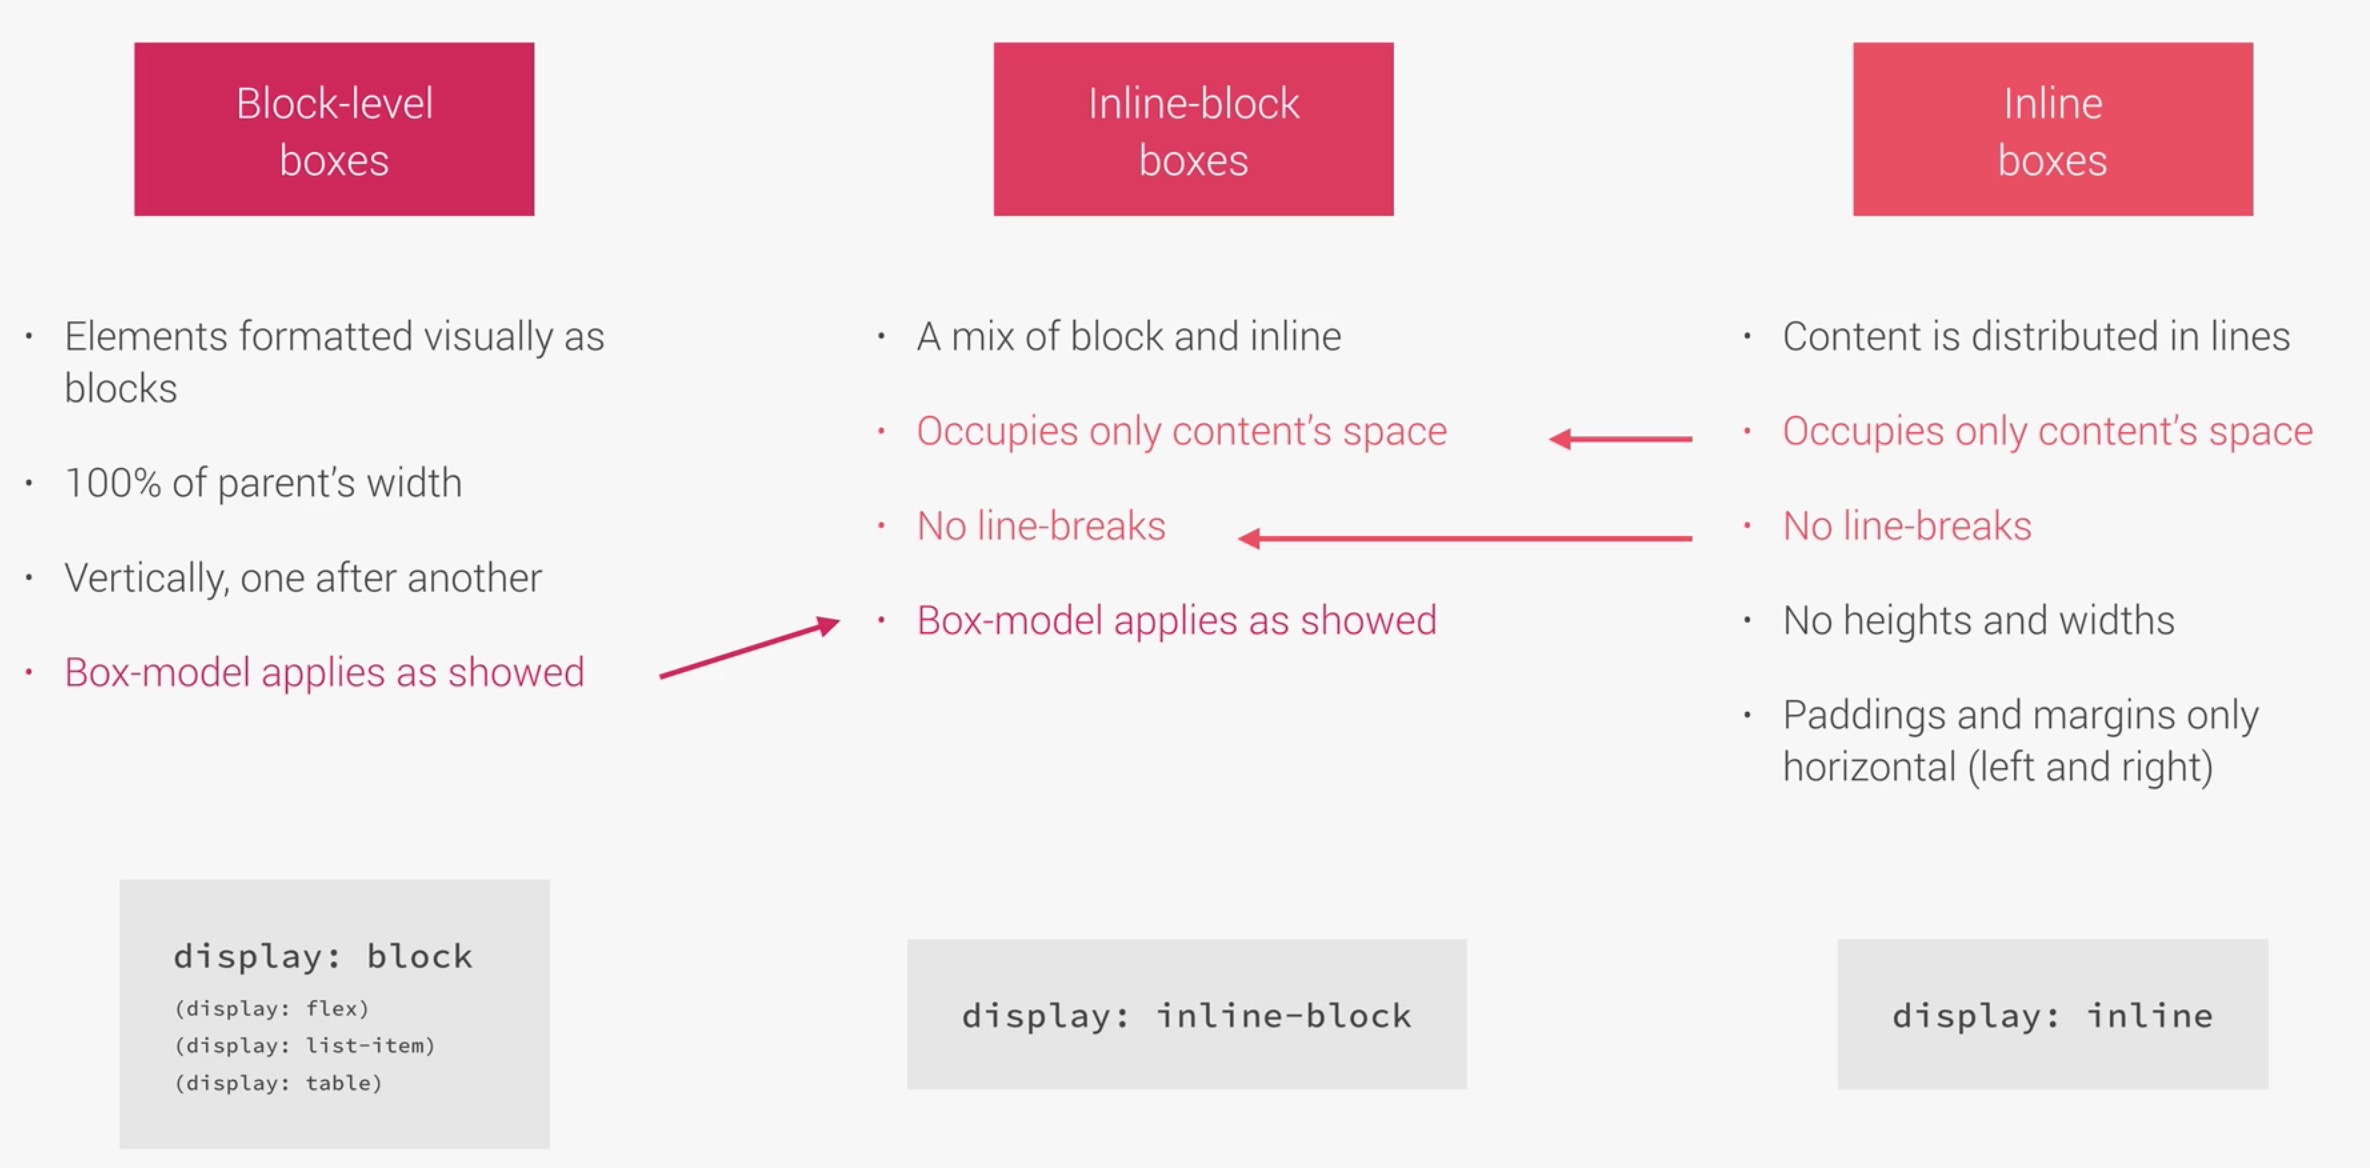 Block-level
boxes
• Elements formatted visually as
blocks
• 100% of parent's width
• Vertically, one after another
• Box-model applies as showed
display: block
(display: flex)
(display: list-item)
(display: table)
Inline-block
boxes
• A mix of block and inline
• Occupies only content's space
• No line-breaks
• Box-model applies as showed
display: inline-block
Inline
boxes
• Content is distributed in lines
• Occupies only content's space
• No line-breaks
• No heights and widths
• Paddings and margins only
horizontal (left and right)
display: inline